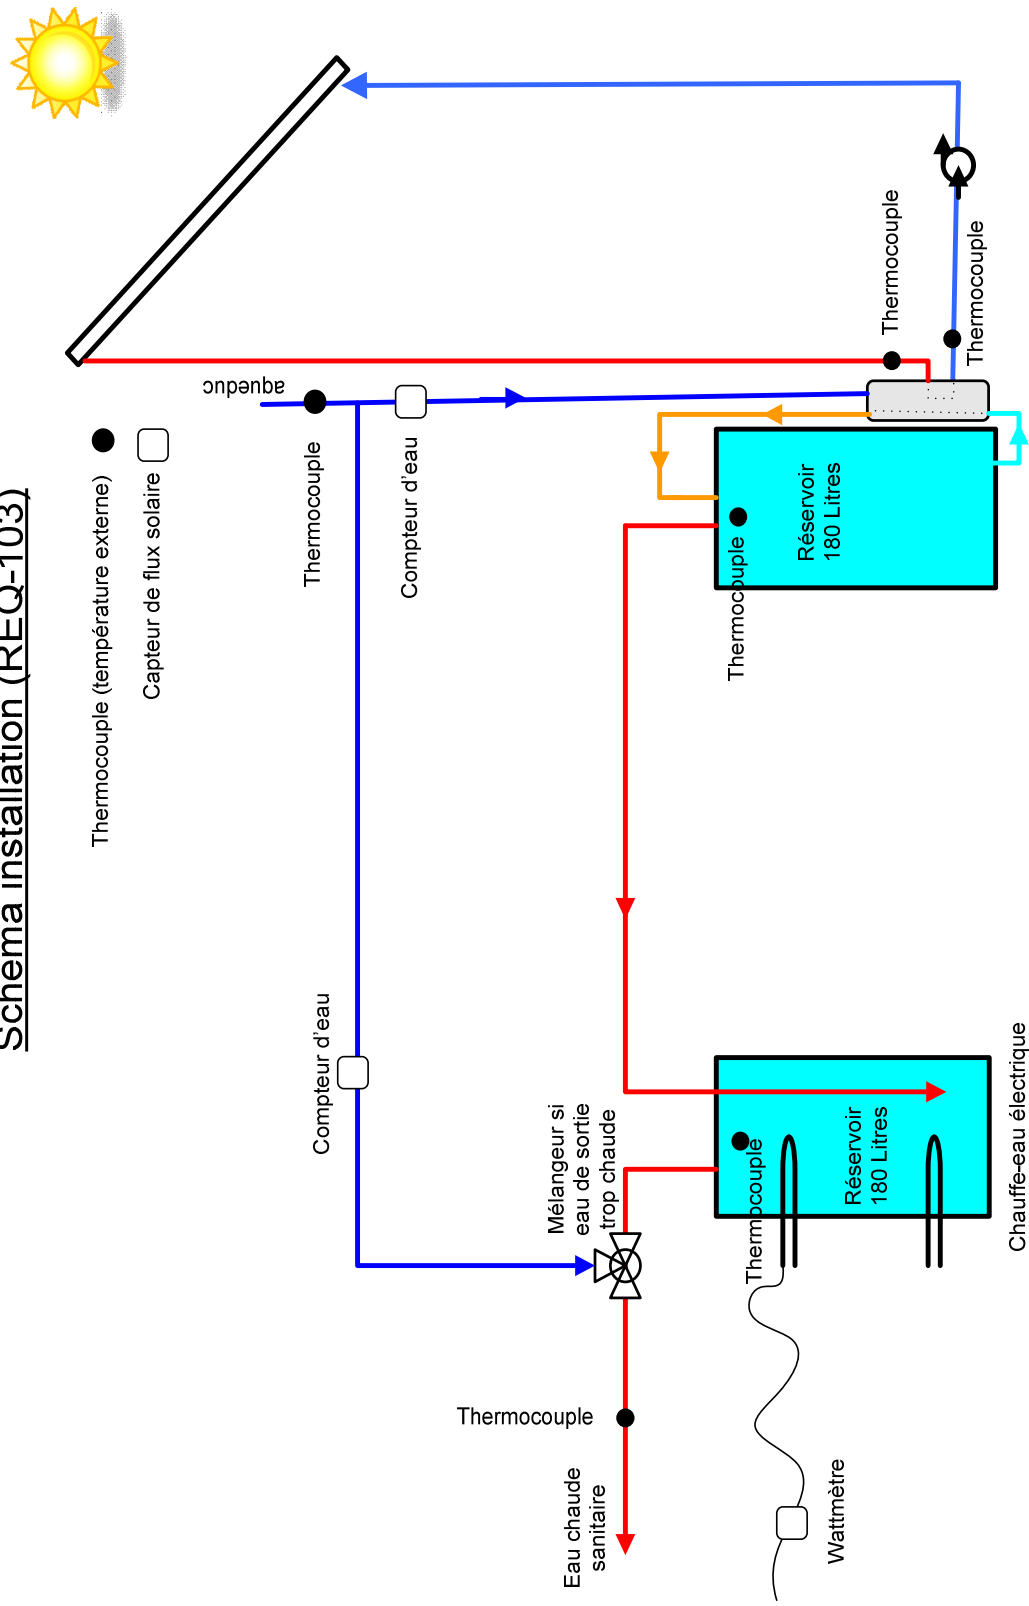 Schema installation (REQ-103)
Thermocouple (température externe)
Capteur de flux solaire
aqueduc
Thermocouple
Compteur d'eau
Thermocouple
Thermocouple
Compteur d'eau
Thermocouple
Réservoir
180 Litres
Mélangeur si
eau de sortie
trop chaude
Thermocouple
Réservoir
180 Litres
Chauffe-eau électrique
Thermocouple
Eau chaude
sanitaire
Wattmètre